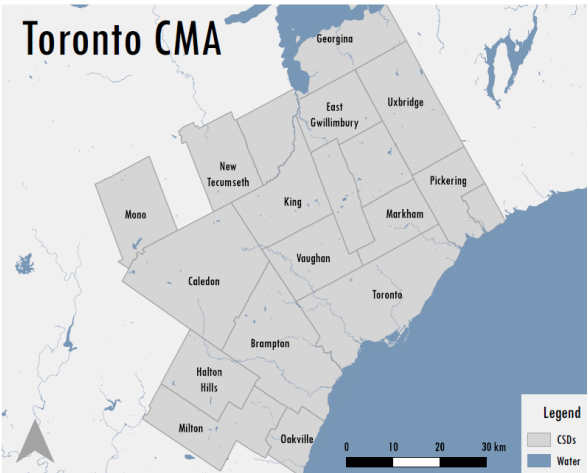 Toronto CMA
Georgina
East
Gwillimbury
Uxbridge
New
Tecumseth
Pickering
Mono
King
Markham
Vaughan
Caledon
Toronto
Brampton
Halton
Hills
Milton
Oakville
Legend
CSDs
Water
0 10 20 30 km